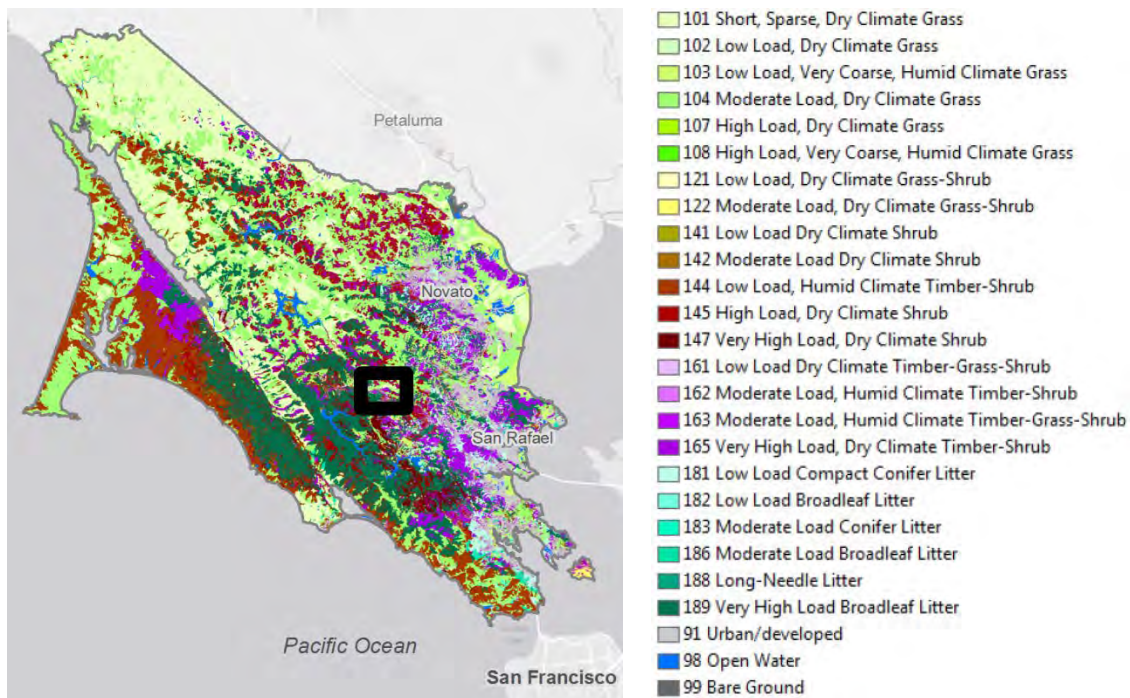 Petaluma
Novato
San Rafael
Pacific Ocean
San Francisco
101 Short, Sparse, Dry Climate Grass
102 Low Load, Dry Climate Grass
103 Low Load, Very Coarse, Humid Climate Grass
104 Moderate Load, Dry Climate Grass
107 High Load, Dry Climate Grass
108 High Load, Very Coarse, Humid Climate Grass
121 Low Load, Dry Climate Grass-Shrub
122 Moderate Load, Dry Climate Grass-Shrub
141 Low Load Dry Climate Shrub
142 Moderate Load Dry Climate Shrub
144 Low Load, Humid Climate Timber-Shrub
145 High Load, Dry Climate Shrub
147 Very High Load, Dry Climate Shrub
161 Low Load Dry Climate Timber-Grass-Shrub
162 Moderate Load, Humid Climate Timber-Shrub
163 Moderate Load, Humid Climate Timber-Grass-Shrub
165 Very High Load, Dry Climate Timber-Shrub
181 Low Load Compact Conifer Litter
182 Low Load Broadleaf Litter
183 Moderate Load Conifer Litter
186 Moderate Load Broadleaf Litter
188 Long-Needle Litter
189 Very High Load Broadleaf Litter
91 Urban/developed
98 Open Water
99 Bare Ground